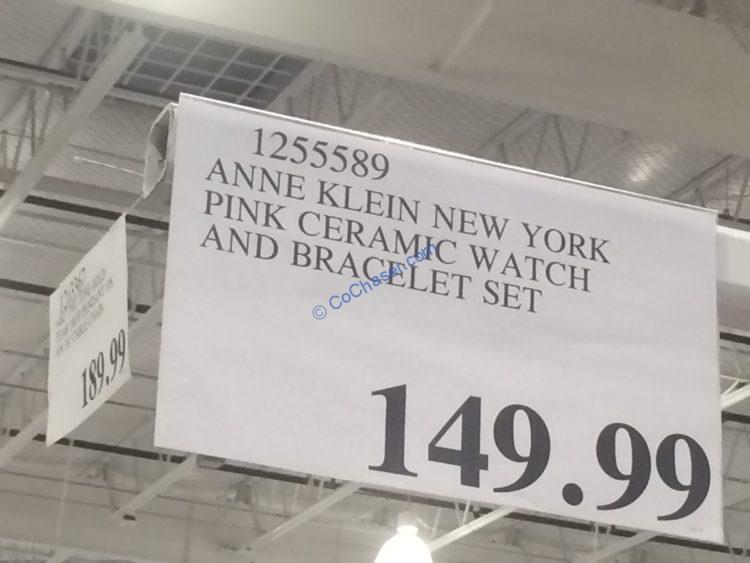 1255589
ANNE KLEIN NEW YORK
PINK CERAMIC WATCH
AND BRACELET SET
149.99
© CoChaser.com
189.99